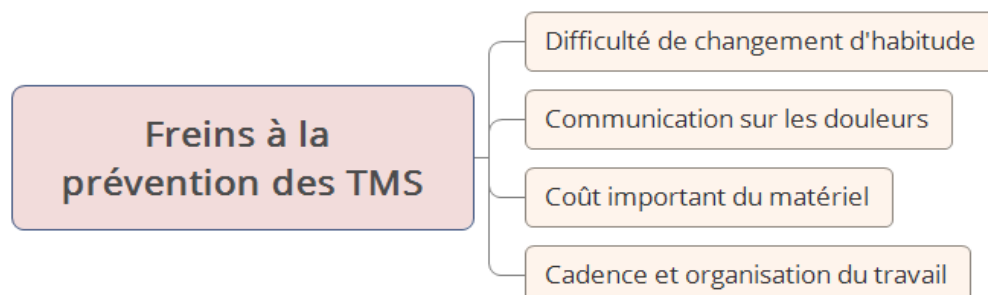 Freins à la
prévention des TMS
Difficulté de changement d'habitude
Communication sur les douleurs
Coût important du matériel
Cadence et organisation du travail